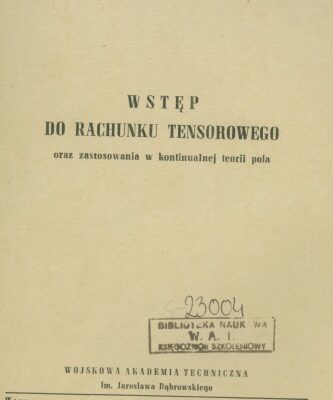 WSTĘP
DO RACHUNKU TENSOROWEGO
oraz zastosowania w kontinualnej teorii pola
23004
BIBLIOTEKA NAUK WA
W. A. T.
KSIĘGOZBIÓR SZKOLENIOWY
WOJSKOWA AKADEMIA TECHNICZNA
Im. Jarosława Dąbrowskiego